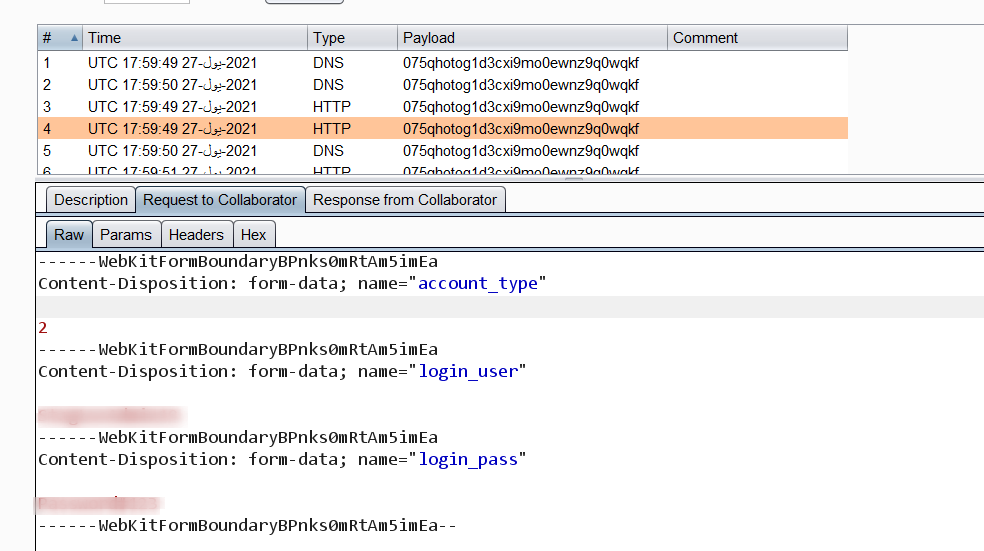 # Time Type Payload Comment
1 UTC 17:59:49 27-يول-2021 DNS 075qhotog1d3cxi9mo0ewnz9q0wqkf
2 UTC 17:59:50 27-يول-2021 DNS 075qhotog1d3cxi9mo0ewnz9q0wqkf
3 UTC 17:59:49 27-يول-2021 HTTP 075qhotog1d3cxi9mo0ewnz9q0wqkf
4 UTC 17:59:49 27-يول-2021 HTTP 075qhotog1d3cxi9mo0ewnz9q0wqkf
5 UTC 17:59:50 27-يول-2021 DNS 075qhotog1d3cxi9mo0ewnz9q0wqkf
6 UTC 17:59:51 27-يول-2021 HTTP 075qhotog1d3cxi9mo0ewnz9q0wqkf
Description Request to Collaborator Response from Collaborator
Raw Params Headers Hex
------WebKitFormBoundaryBPnks0mRtAm5imEa
Content-Disposition: form-data; name="account_type"
2
------WebKitFormBoundaryBPnks0mRtAm5imEa
Content-Disposition: form-data; name="login_user"
------WebKitFormBoundaryBPnks0mRtAm5imEa
Content-Disposition: form-data; name="login_pass"
------WebKitFormBoundaryBPnks0mRtAm5imEa--